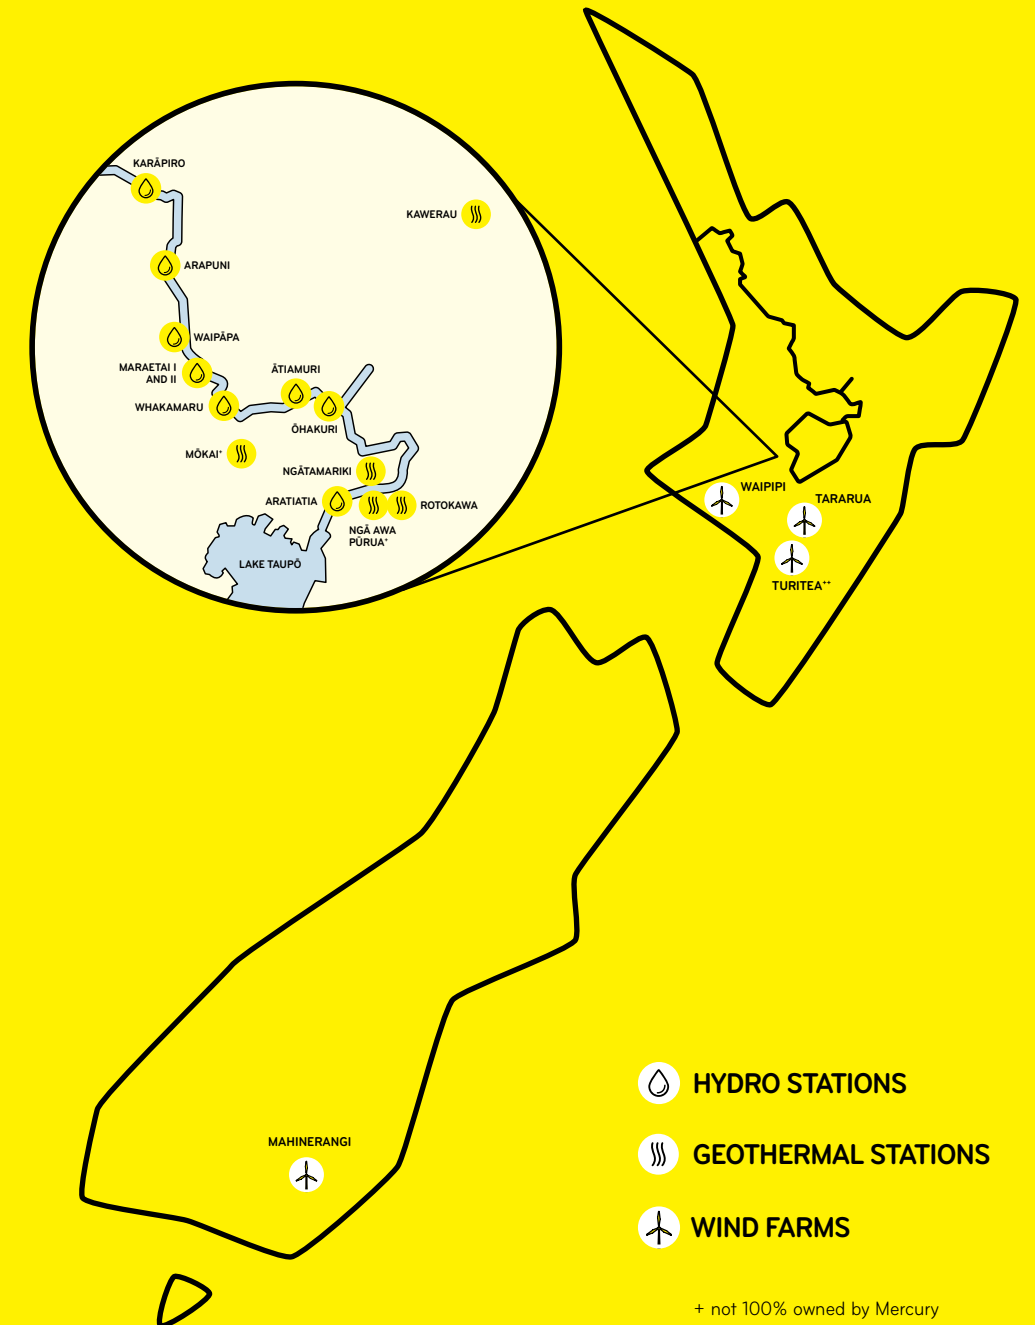 KARĀPIRO
KAWERAU
ARAPUNI
WAIPĀPA
MARAETAI I
AND II
ĀTIAMURI
WHAKAMARU
ŌHAKURI
MŌKAI+
NGĀTAMARIKI
ARATIATIA
ROTOKAWA
NGĀ AWA
PŪRUA+
LAKE TAUPŌ
WAIPIPI
TARARUA
TURITEA++
MAHINERANGI
HYDRO STATIONS
GEOTHERMAL STATIONS
WIND FARMS
+ not 100% owned by Mercury